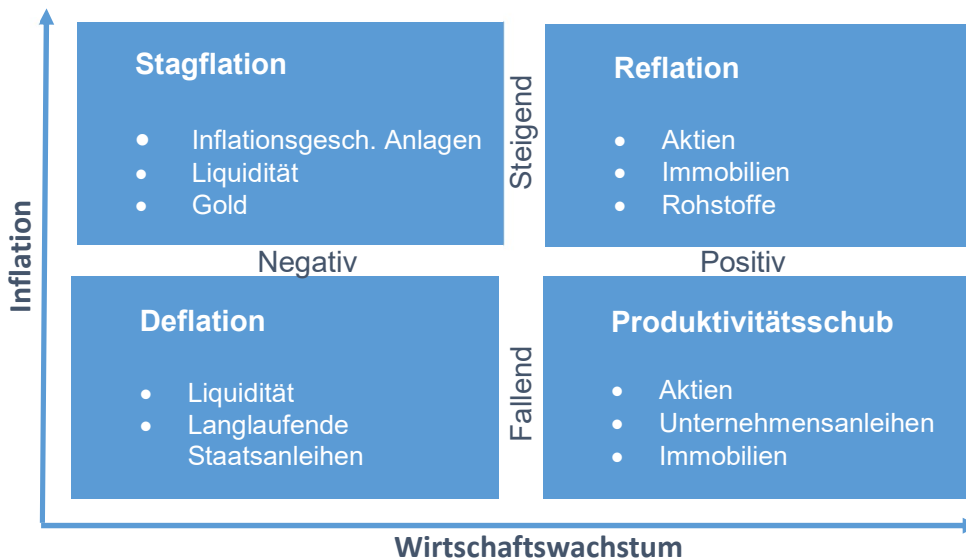 Inflation
Stagflation
● Inflationsgesch. Anlagen
● Liquidität
● Gold
Steigend
Reflation
● Aktien
● Immobilien
● Rohstoffe
Negativ
Positiv
Deflation
● Liquidität
● Langlaufende
Staatsanleihen
Fallend
Produktivitätsschub
● Aktien
● Unternehmensanleihen
● Immobilien
Wirtschaftswachstum